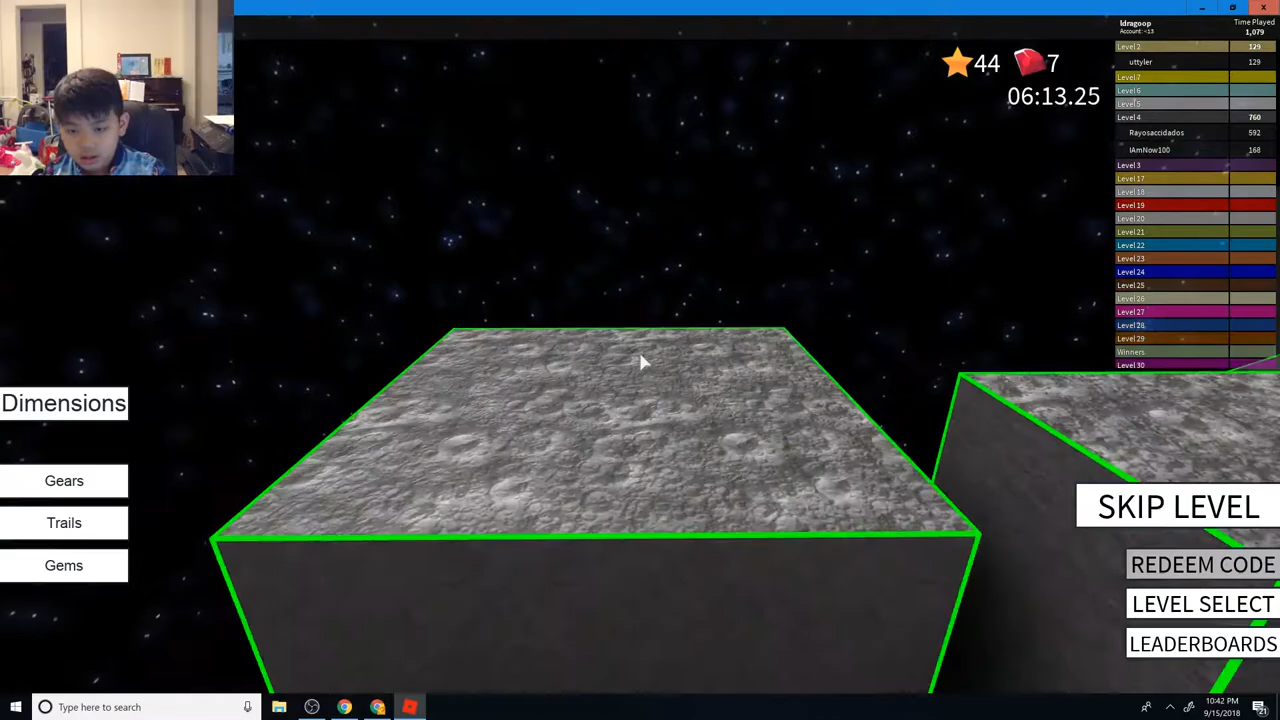 ldragoop
Account: <13
Time Played
1,079
44
7
06:13.25
Level 2 129
uttyler 129
Level 7
Level 6
Level 5
Level 4 760
Rayosaccidados 592
IAmNow100 168
Level 3
Level 17
Level 18
Level 19
Level 20
Level 21
Level 22
Level 23
Level 24
Level 25
Level 26
Level 27
Level 28
Level 29
Winners
Level 30
Dimensions
Gears
Trails
Gems
SKIP LEVEL
REDEEM CODE
LEVEL SELECT
LEADERBOARDS
Type here to search
10:42 PM
9/15/2018
21